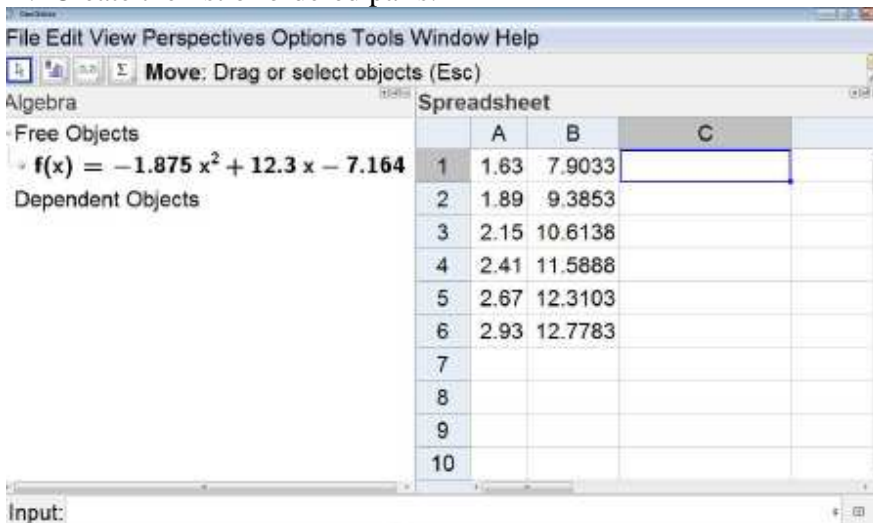 File Edit View Perspectives Options Tools Window Help
Move: Drag or select objects (Esc)
Algebra
Spreadsheet
Free Objects
f(x) = −1.875 x² + 12.3 x − 7.164
Dependent Objects
A B C
1 1.63 7.9033
2 1.89 9.3853
3 2.15 10.6138
4 2.41 11.5888
5 2.67 12.3103
6 2.93 12.7783
7
8
9
10
Input: